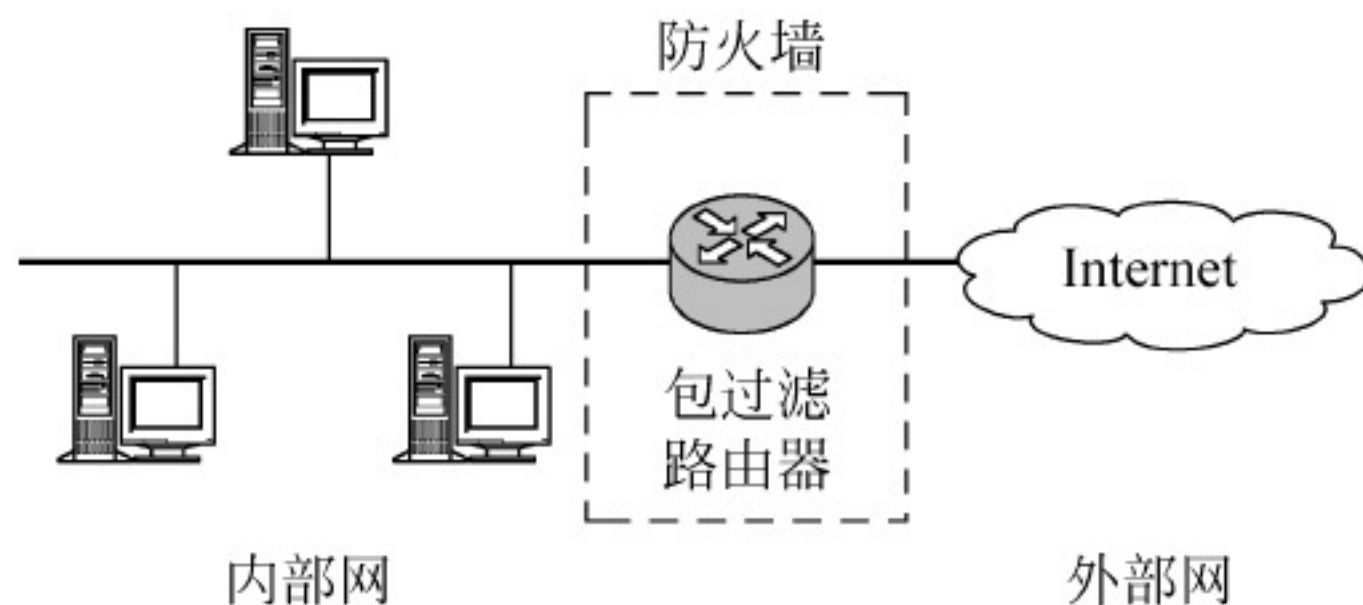 防火墙
Internet
包过滤
路由器
内部网
外部网